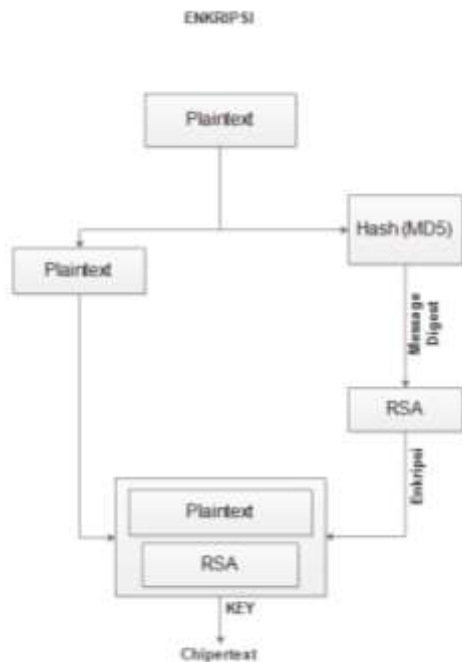 ENKRIPSI
Plaintext
Hash (MD5)
Plaintext
Message
Digest
RSA
Enkripsi
Plaintext
RSA
KEY
Chipertext